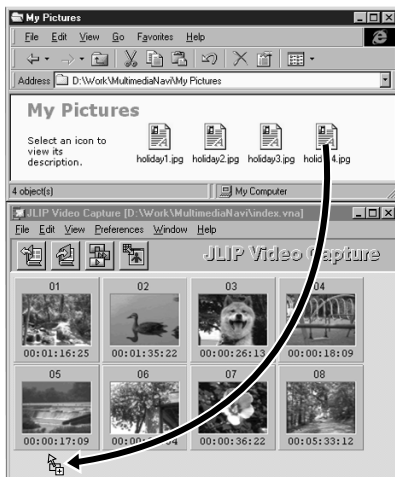 My Pictures
File Edit View Go Favorites Help
Address D:\Work\MultimediaNavi\My Pictures
My Pictures
Select an icon to
view its
description.
holiday1.jpg holiday2.jpg holiday3.jpg
4 object(s) My Computer
JLIP Video Capture [D:\Work\MultimediaNavi\index.vna]
File Edit View Preferences Window Help
JLIP Video Capture
01 02 03 04
00:01:16:25 00:01:35:22 00:00:26:13 00:00:18:09
05 06 07 08
00:00:17:09 00:00:36:22 00:05:33:12